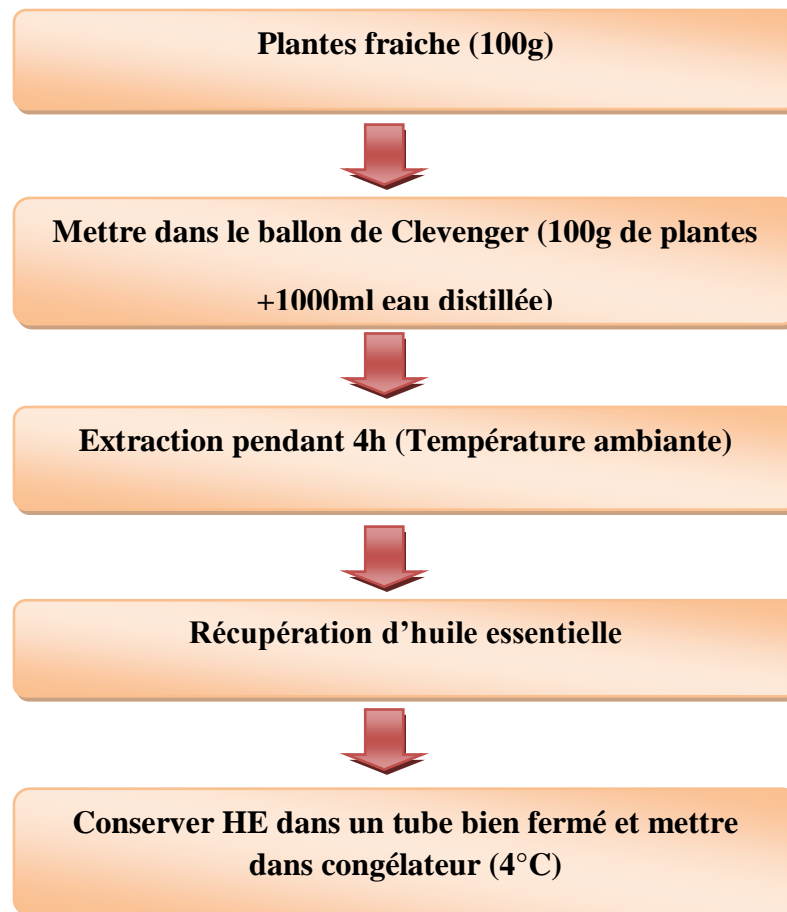 Plantes fraiche (100g)
Mettre dans le ballon de Clevenger (100g de plantes
+1000ml eau distillée)
Extraction pendant 4h (Température ambiante)
Récupération d’huile essentielle
Conserver HE dans un tube bien fermé et mettre
dans congélateur (4°C)